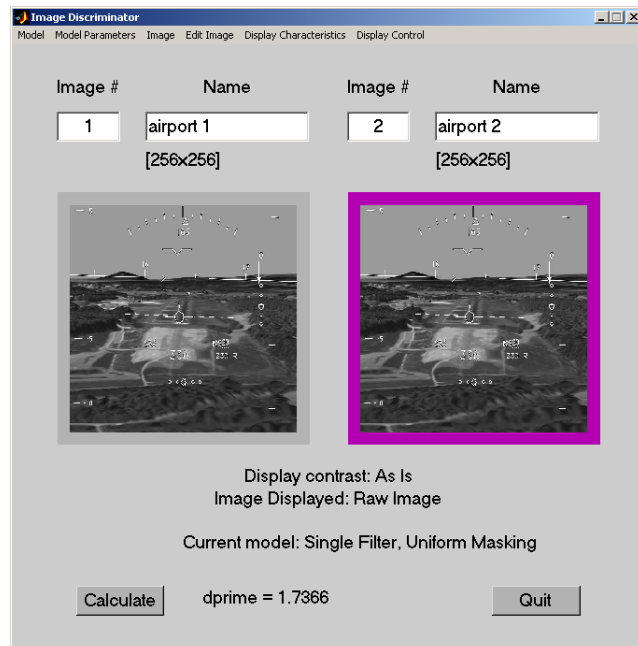 Image Discriminator
Model Model Parameters Image Edit Image Display Characteristics Display Control
Image # Name Image # Name
1 airport 1 2 airport 2
[256x256] [256x256]
Display contrast: As Is
Image Displayed: Raw Image
Current model: Single Filter, Uniform Masking
Calculate dprime = 1.7366 Quit